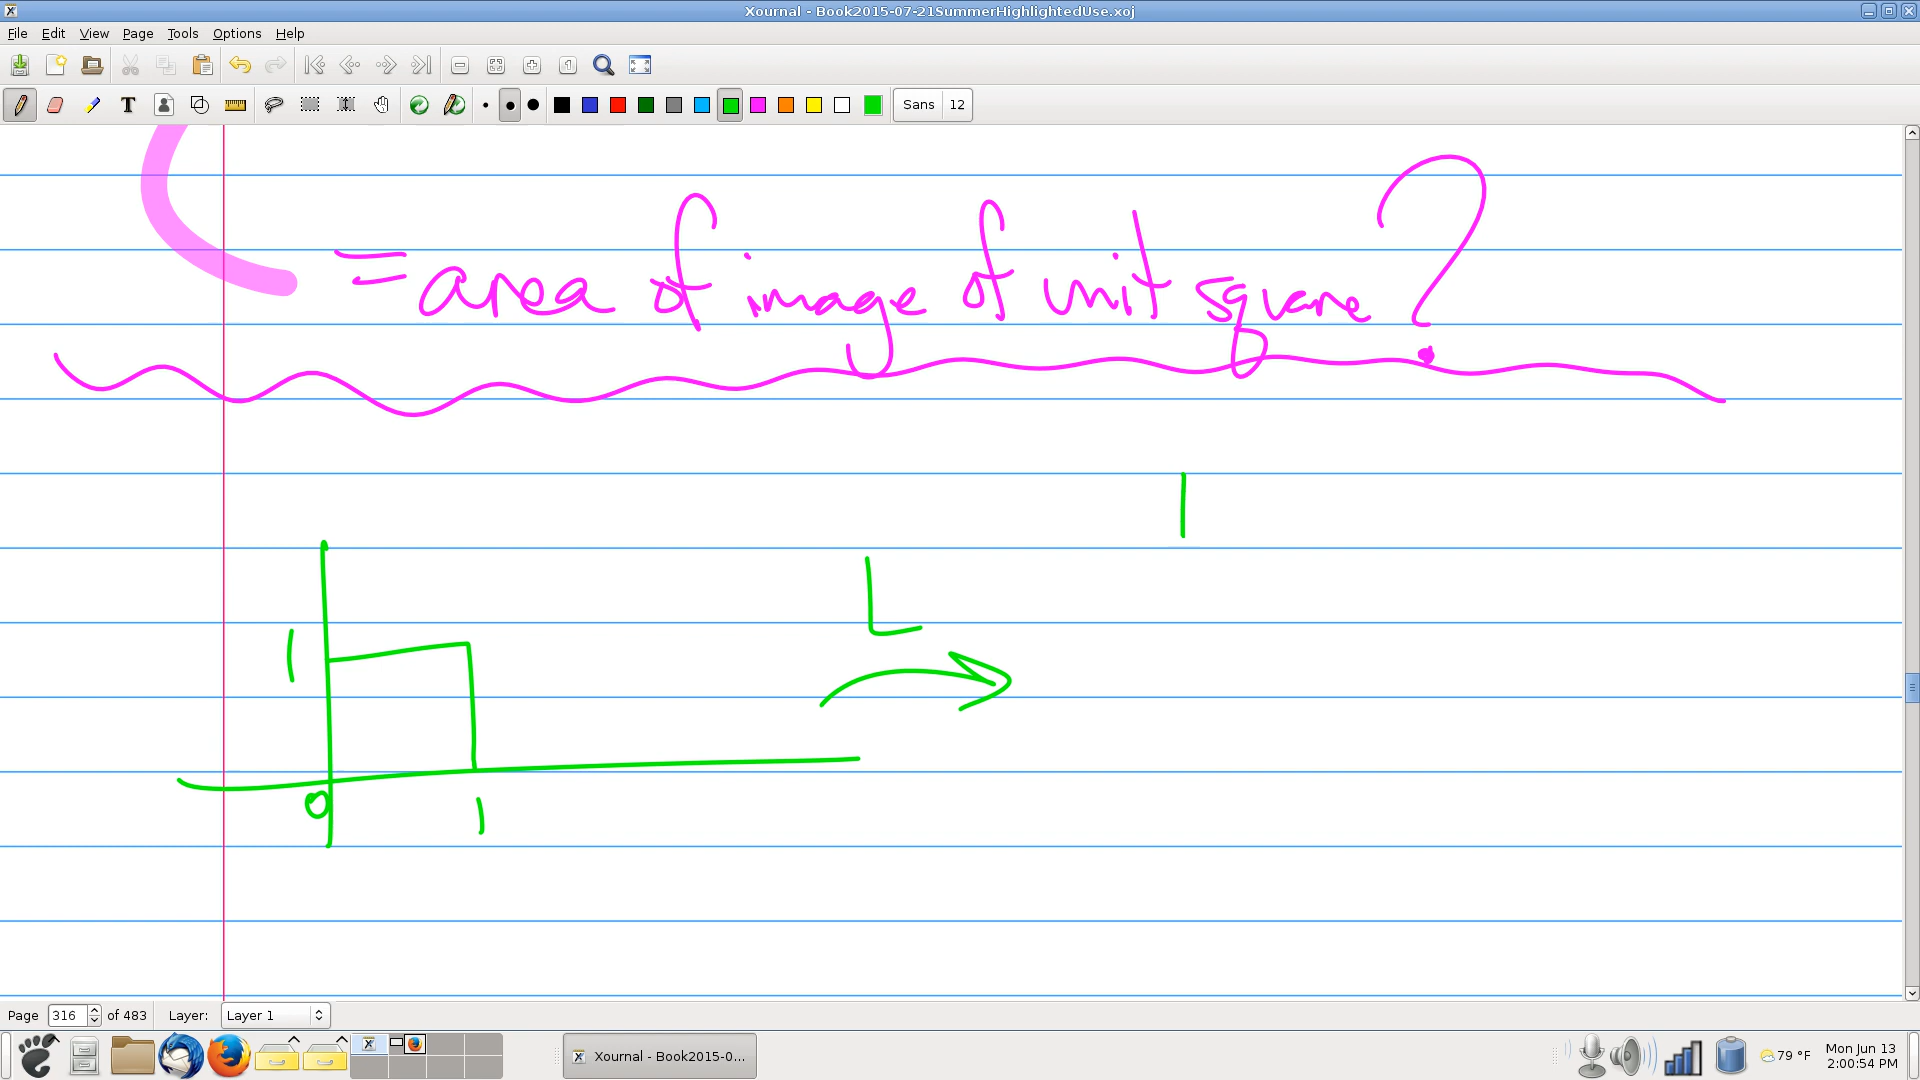 Xournal - Book2015-07-21SummerHighlightedUse.xoj
File Edit View Page Tools Options Help
Sans 12
= area of image of unit square?
L
1
0 1
Page 316 of 483 Layer: Layer 1
Xournal - Book2015-0... 79 °F Mon Jun 13
2:00:54 PM